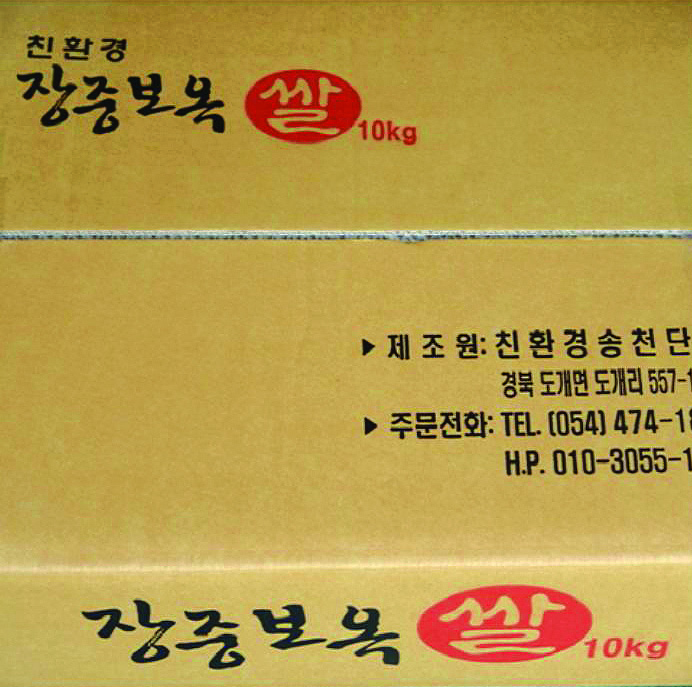 친환경
장중보옥 쌀 10kg
▶ 제조원: 친환경송천단
경북 도개면 도개리 557-1
▶ 주문전화: TEL. (054) 474-18
H.P. 010-3055-1
장중보옥 쌀 10kg